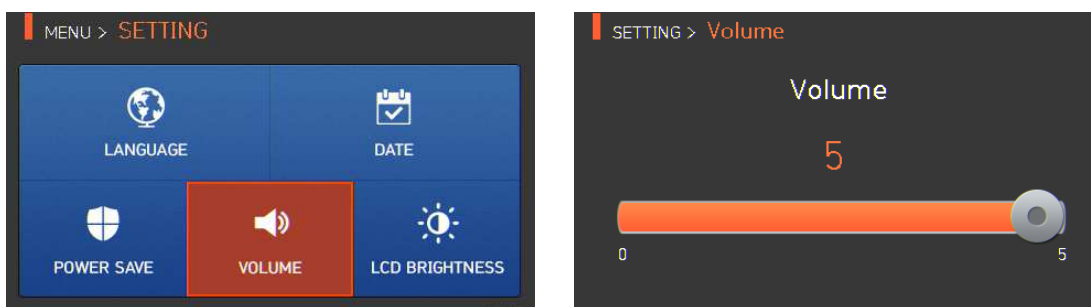 MENU > SETTING
LANGUAGE
DATE
POWER SAVE
VOLUME
LCD BRIGHTNESS
SETTING > Volume
Volume
5
0
5